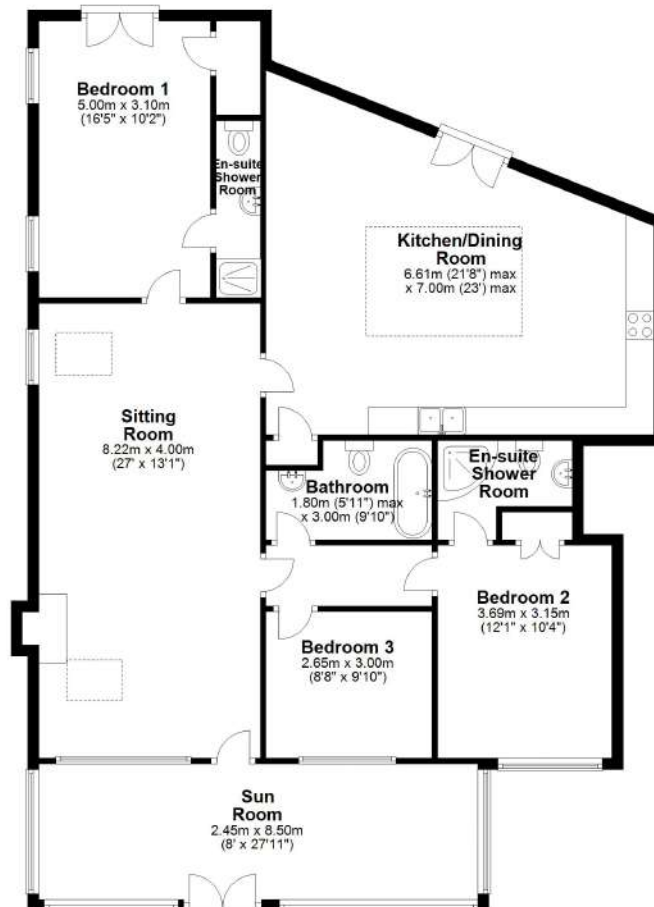 Bedroom 1
5.00m x 3.10m
(16'5" x 10'2")
En-suite
Shower
Room
Kitchen/Dining
Room
6.61m (21'8") max
x 7.00m (23') max
Sitting
Room
8.22m x 4.00m
(27' x 13'1")
Bathroom
1.80m (5'11") max
x 3.00m (9'10")
En-suite
Shower
Room
Bedroom 2
3.69m x 3.15m
(12'1" x 10'4")
Bedroom 3
2.65m x 3.00m
(8'8" x 9'10")
Sun
Room
2.45m x 8.50m
(8' x 27'11")